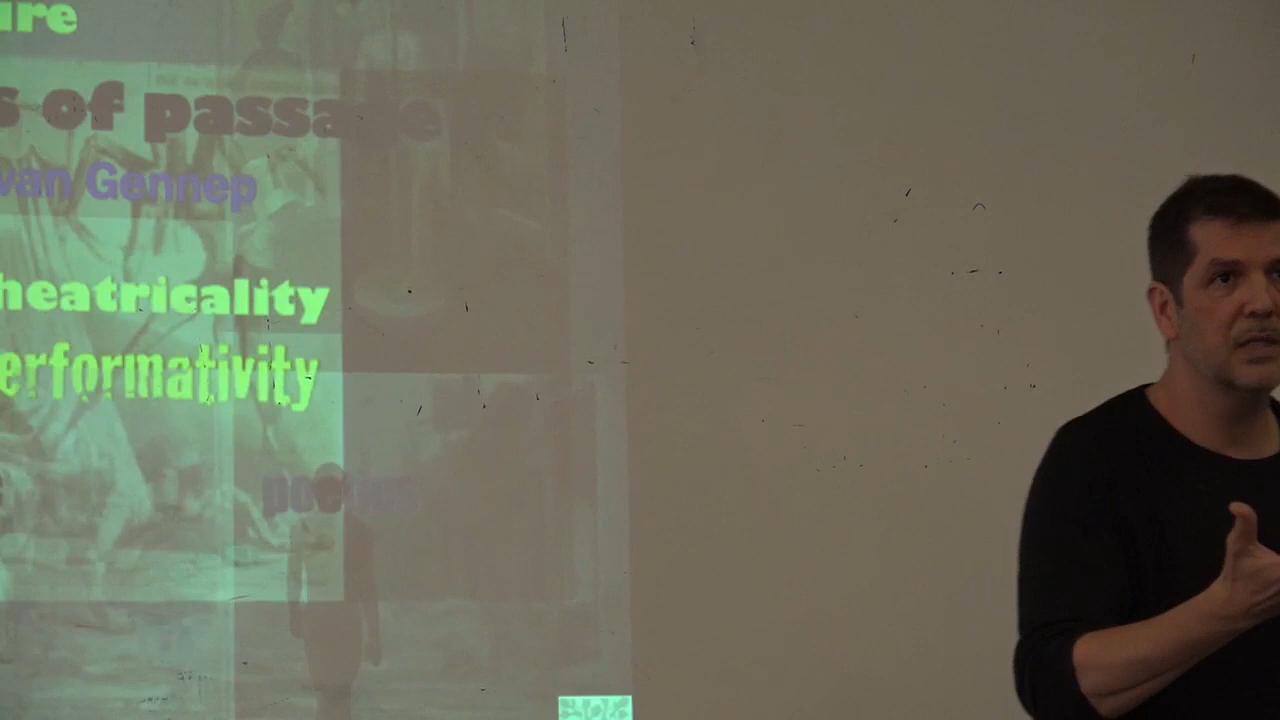 ure
s of passage
van Gennep
heatricality
erformativity